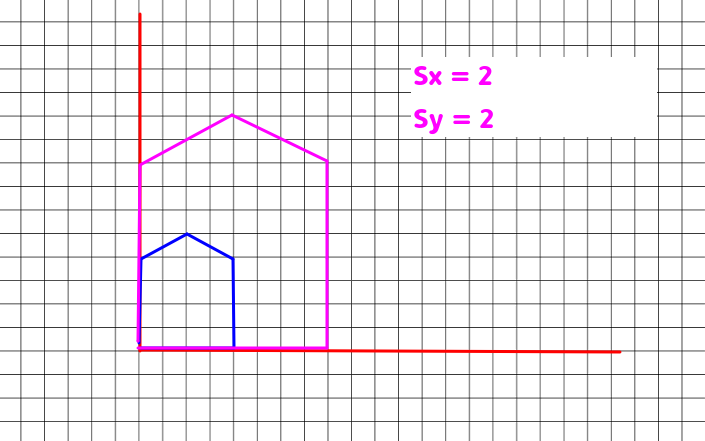 Sx = 2
Sy = 2